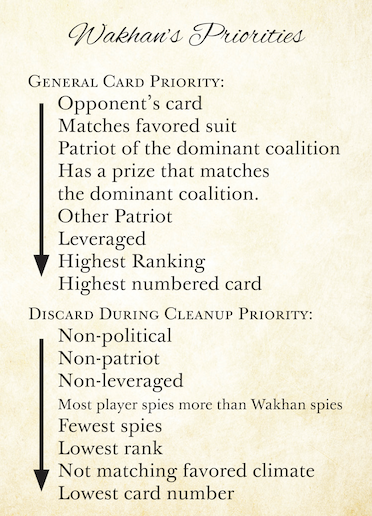 Wakhan's Priorities
General Card Priority:
Opponent's card
Matches favored suit
Patriot of the dominant coalition
Has a prize that matches
the dominant coalition.
Other Patriot
Leveraged
Highest Ranking
Highest numbered card
Discard During Cleanup Priority:
Non-political
Non-patriot
Non-leveraged
Most player spies more than Wakhan spies
Fewest spies
Lowest rank
Not matching favored climate
Lowest card number